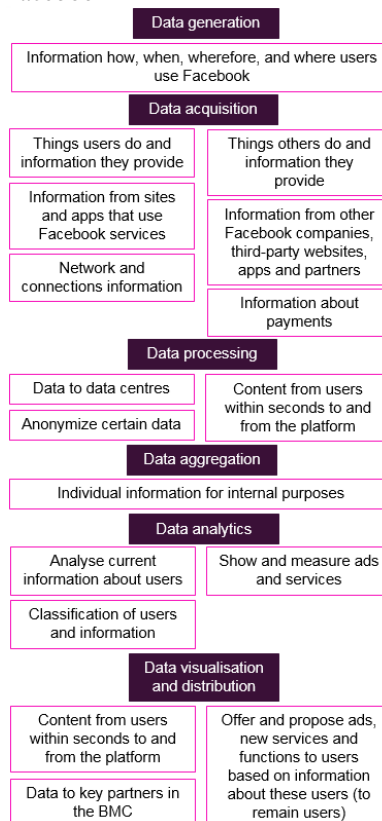 Data generation
Information how, when, wherefore, and where users
use Facebook
Data acquisition
Things users do and
information they provide
Information from sites
and apps that use
Facebook services
Network and
connections information
Things others do and
information they
provide
Information from other
Facebook companies,
third-party websites,
apps and partners
Information about
payments
Data processing
Data to data centres
Anonymize certain data
Content from users
within seconds to and
from the platform
Data aggregation
Individual information for internal purposes
Data analytics
Analyse current
information about users
Classification of users
and information
Show and measure ads
and services
Data visualisation
and distribution
Content from users
within seconds to and
from the platform
Data to key partners in
the BMC
Offer and propose ads,
new services and
functions to users
based on information
about these users (to
remain users)